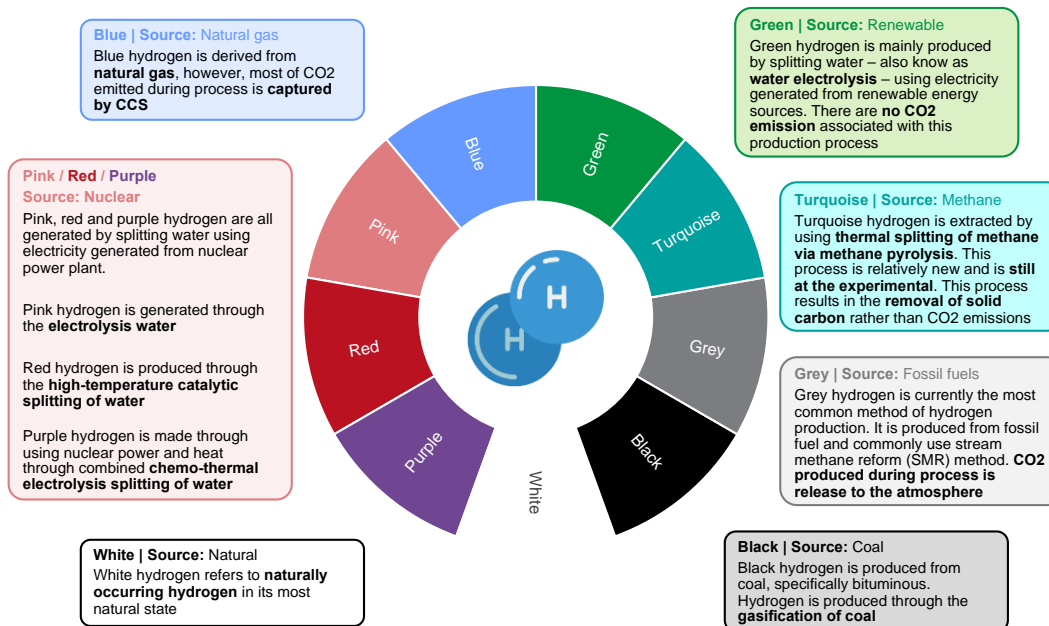 Blue | Source: Natural gas
Blue hydrogen is derived from
natural gas, however, most of CO2
emitted during process is captured
by CCS
Green | Source: Renewable
Green hydrogen is mainly produced
by splitting water – also know as
water electrolysis – using electricity
generated from renewable energy
sources. There are no CO2
emission associated with this
production process
Pink / Red / Purple
Source: Nuclear
Pink, red and purple hydrogen are all
generated by splitting water using
electricity generated from nuclear
power plant.
Pink hydrogen is generated through
the electrolysis water
Red hydrogen is produced through
the high-temperature catalytic
splitting of water
Purple hydrogen is made through
using nuclear power and heat
through combined chemo-thermal
electrolysis splitting of water
Turquoise | Source: Methane
Turquoise hydrogen is extracted by
using thermal splitting of methane
via methane pyrolysis. This
process is relatively new and is still
at the experimental. This process
results in the removal of solid
carbon rather than CO2 emissions
Grey | Source: Fossil fuels
Grey hydrogen is currently the most
common method of hydrogen
production. It is produced from fossil
fuel and commonly use stream
methane reform (SMR) method. CO2
produced during process is
release to the atmosphere
White | Source: Natural
White hydrogen refers to naturally
occurring hydrogen in its most
natural state
Black | Source: Coal
Black hydrogen is produced from
coal, specifically bituminous.
Hydrogen is produced through the
gasification of coal
Blue
Green
Pink
Turquoise
Red
Grey
Purple
Black
White
H
H